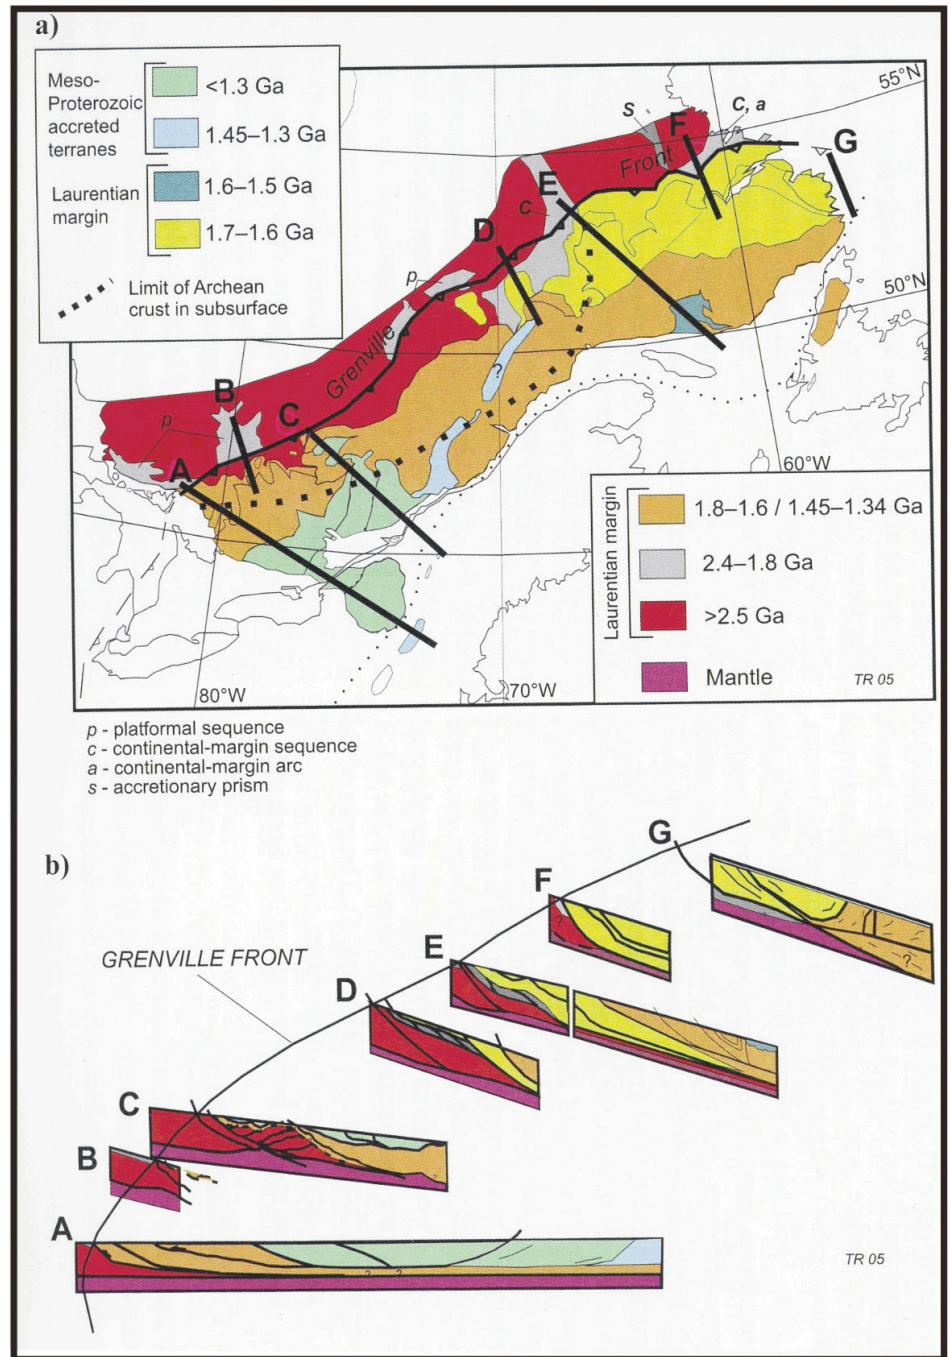 a)
Meso-
Proterozoic
accreted
terranes
<1.3 Ga
1.45–1.3 Ga
Laurentian
margin
1.6–1.5 Ga
1.7–1.6 Ga
Limit of Archean
crust in subsurface
55°N
C, a
S
F
G
Front
E
c
D
50°N
p
Grenville
?
B
C
p
A
60°W
Laurentian margin
1.8–1.6 / 1.45–1.34 Ga
2.4–1.8 Ga
>2.5 Ga
Mantle
TR 05
80°W
70°W
p - platformal sequence
c - continental-margin sequence
a - continental-margin arc
s - accretionary prism
b)
G
F
E
GRENVILLE FRONT
D
?
?
C
B
A
? ?
TR 05